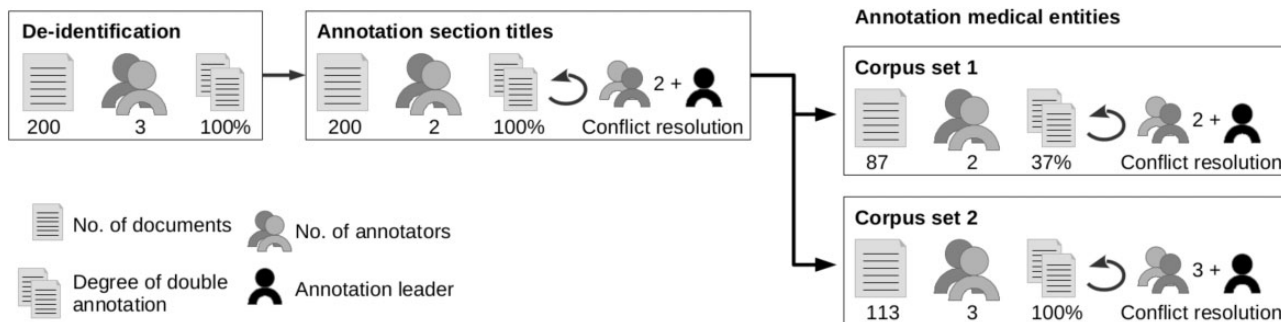 De-identification
200 3 100%
Annotation section titles
2 +
200 2 100% Conflict resolution
Annotation medical entities
Corpus set 1
2 +
87 2 37% Conflict resolution
Corpus set 2
3 +
113 3 100% Conflict resolution
No. of documents
No. of annotators
Degree of double
annotation
Annotation leader